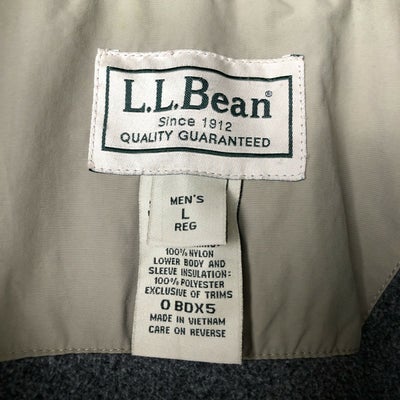 L.L.Bean®
Since 1912
QUALITY GUARANTEED
MEN'S
L
REG
100% NYLON
LOWER BODY AND
SLEEVE INSULATION:
100% POLYESTER
EXCLUSIVE OF TRIMS
0 BDX5
MADE IN VIETNAM
CARE ON REVERSE